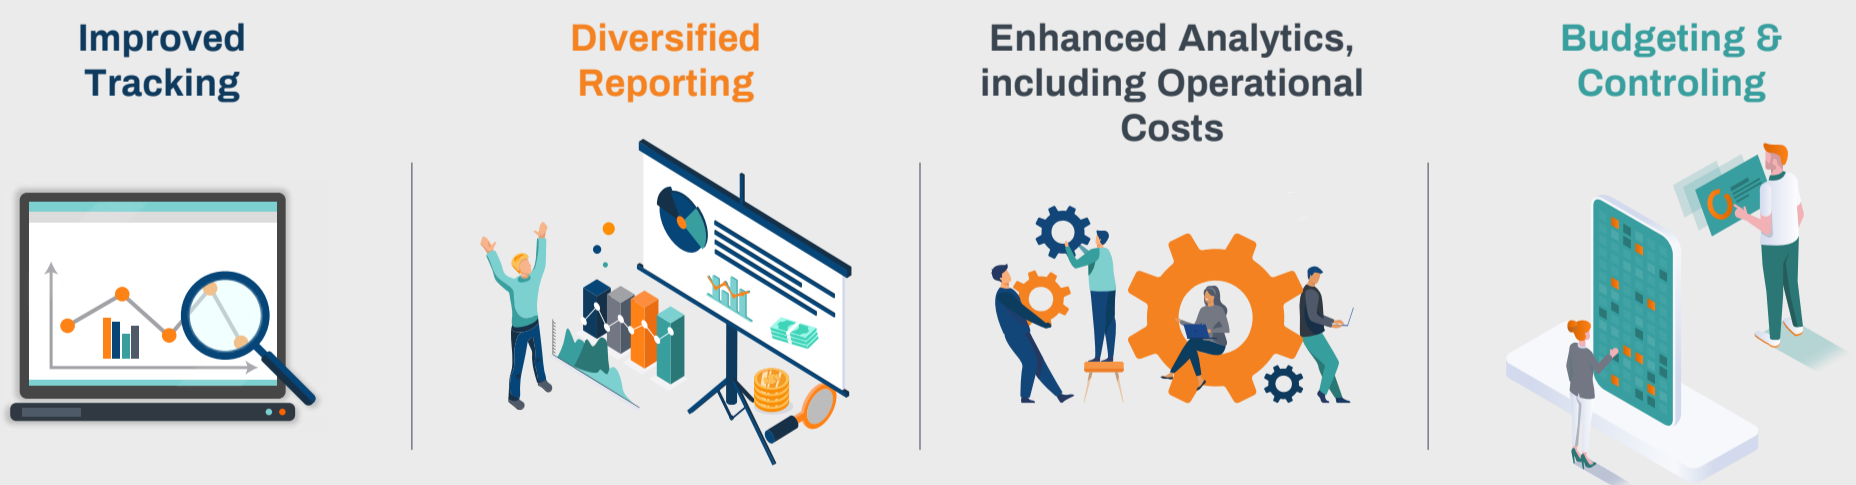 Improved
Tracking
Diversified
Reporting
Enhanced Analytics,
including Operational
Costs
Budgeting &
Controling